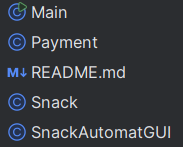 Main
Payment
M↓ README.md
Snack
SnackAutomatGUI